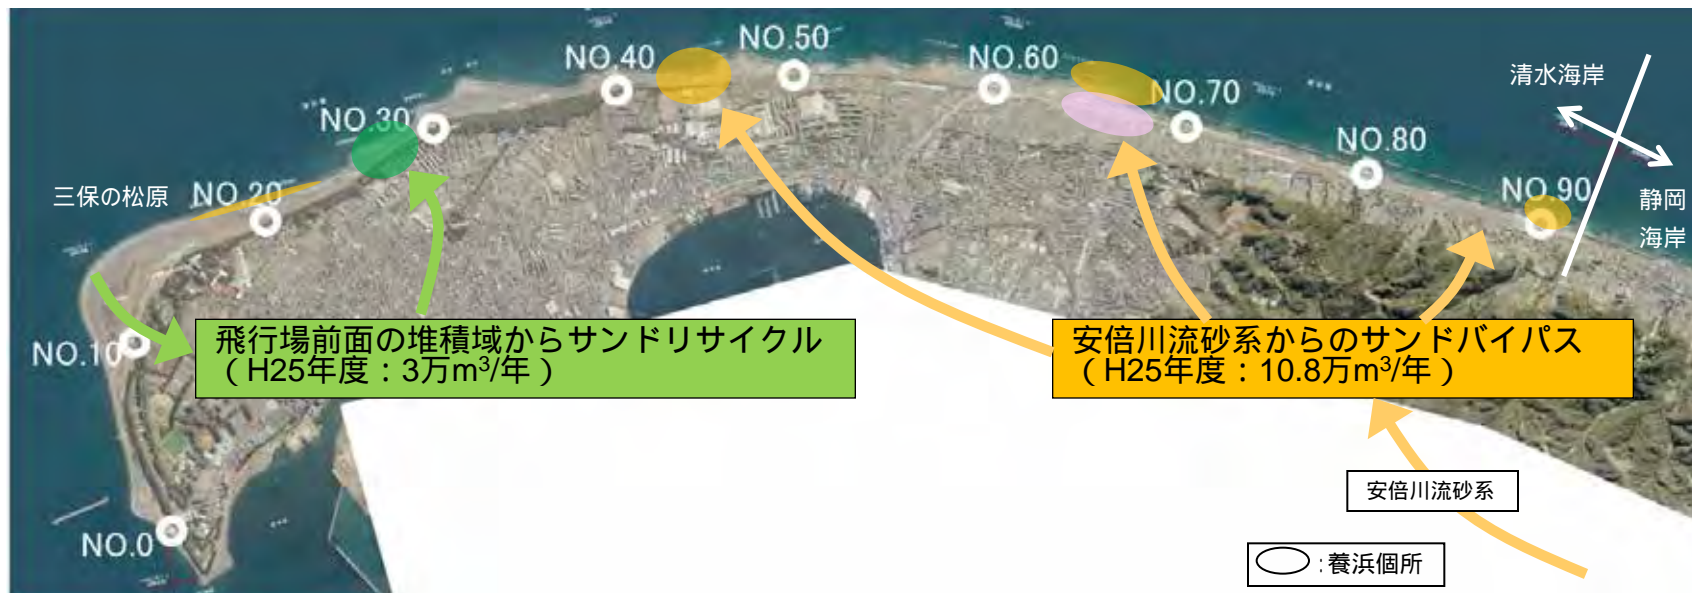 NO.50
NO.40
NO.60
清水海岸
NO.30
NO.70
NO.80
三保の松原
NO.20
NO.90
静岡
海岸
NO.10
飛行場前面の堆積域からサンドリサイクル
（H25年度：3万m³/年）
安倍川流砂系からのサンドバイパス
（H25年度：10.8万m³/年）
安倍川流砂系
NO.0
：養浜個所